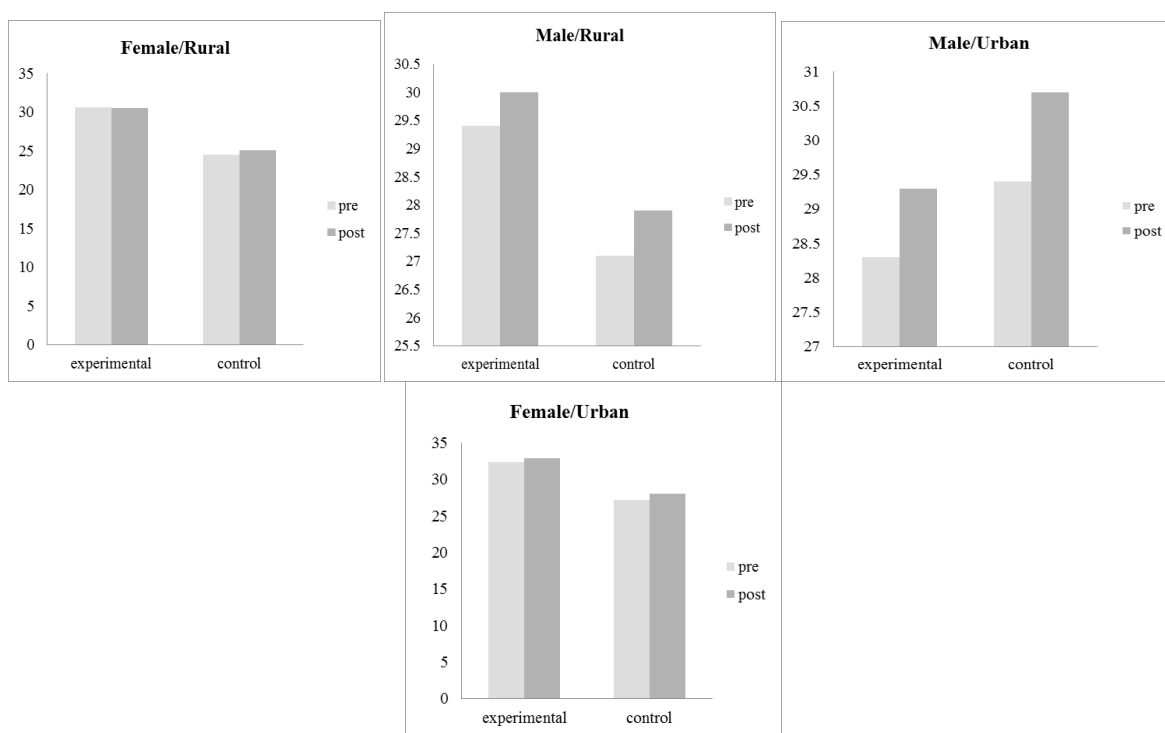 Female/Rural
35
30
25
20
15
10
5
0
experimental control
pre
post
Male/Rural
30.5
30
29.5
29
28.5
28
27.5
27
26.5
26
25.5
experimental control
pre
post
Male/Urban
31
30.5
30
29.5
29
28.5
28
27.5
27
experimental control
pre
post
Female/Urban
35
30
25
20
15
10
5
0
experimental control
pre
post